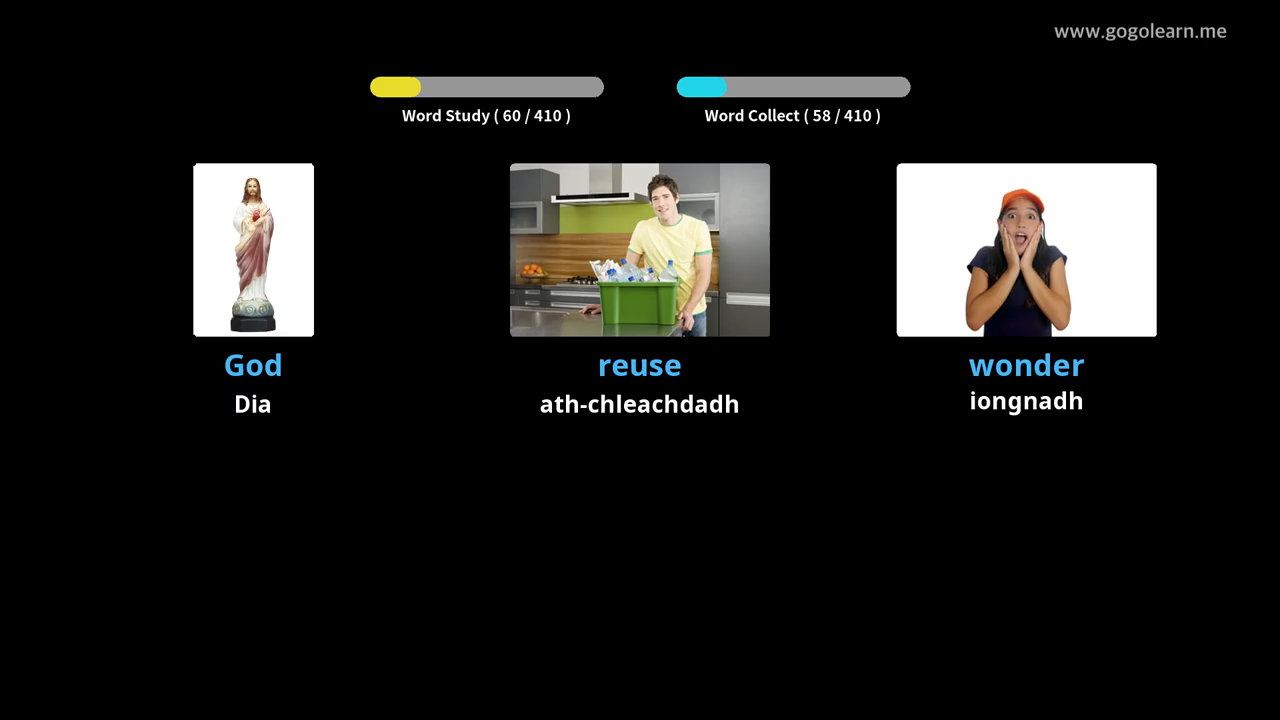 www.gogolearn.me
Word Study ( 60 / 410 )
Word Collect ( 58 / 410 )
God
Dia
reuse
ath-chleachdadh
wonder
iongnadh